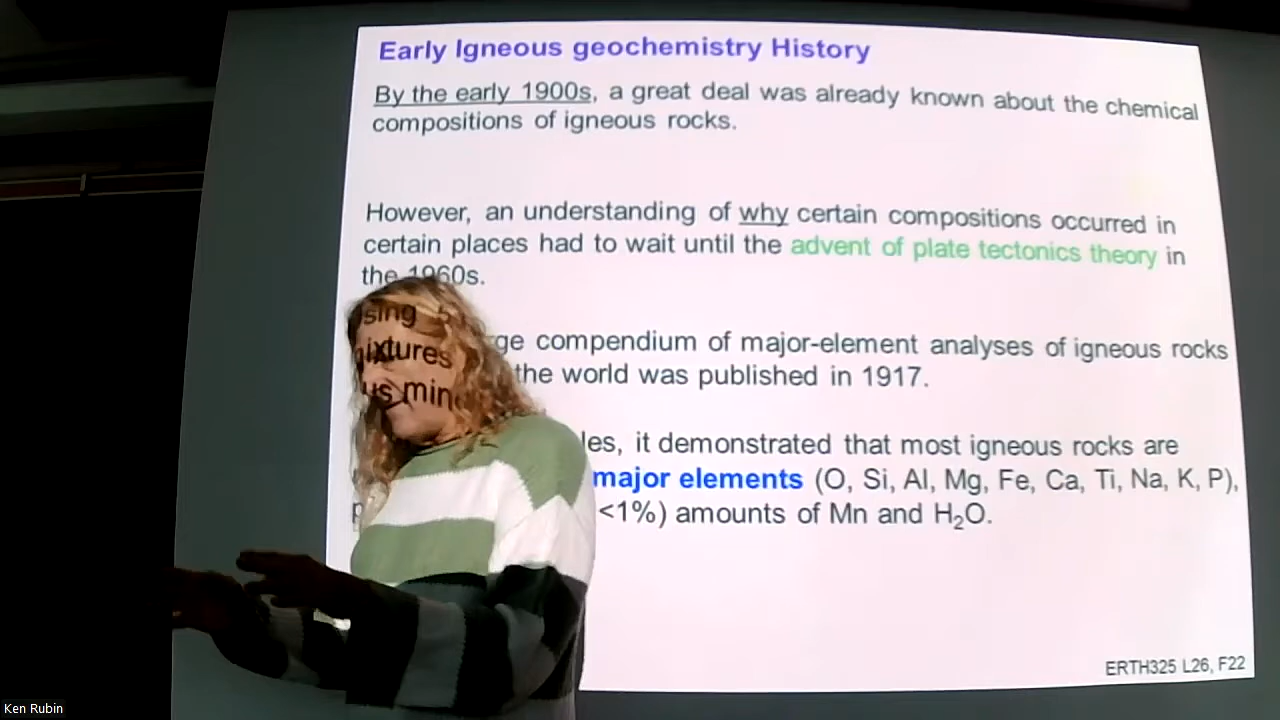 Early Igneous geochemistry History
By the early 1900s, a great deal was already known about the chemical
compositions of igneous rocks.
However, an understanding of why certain compositions occurred in
certain places had to wait until the advent of plate tectonics theory in
the 1960s.
compendium of major-element analyses of igneous rocks
the world was published in 1917.
it demonstrated that most igneous rocks are
major elements (O, Si, Al, Mg, Fe, Ca, Ti, Na, K, P),
<1%) amounts of Mn and H₂O.
ERTH325 L26, F22
Ken Rubin